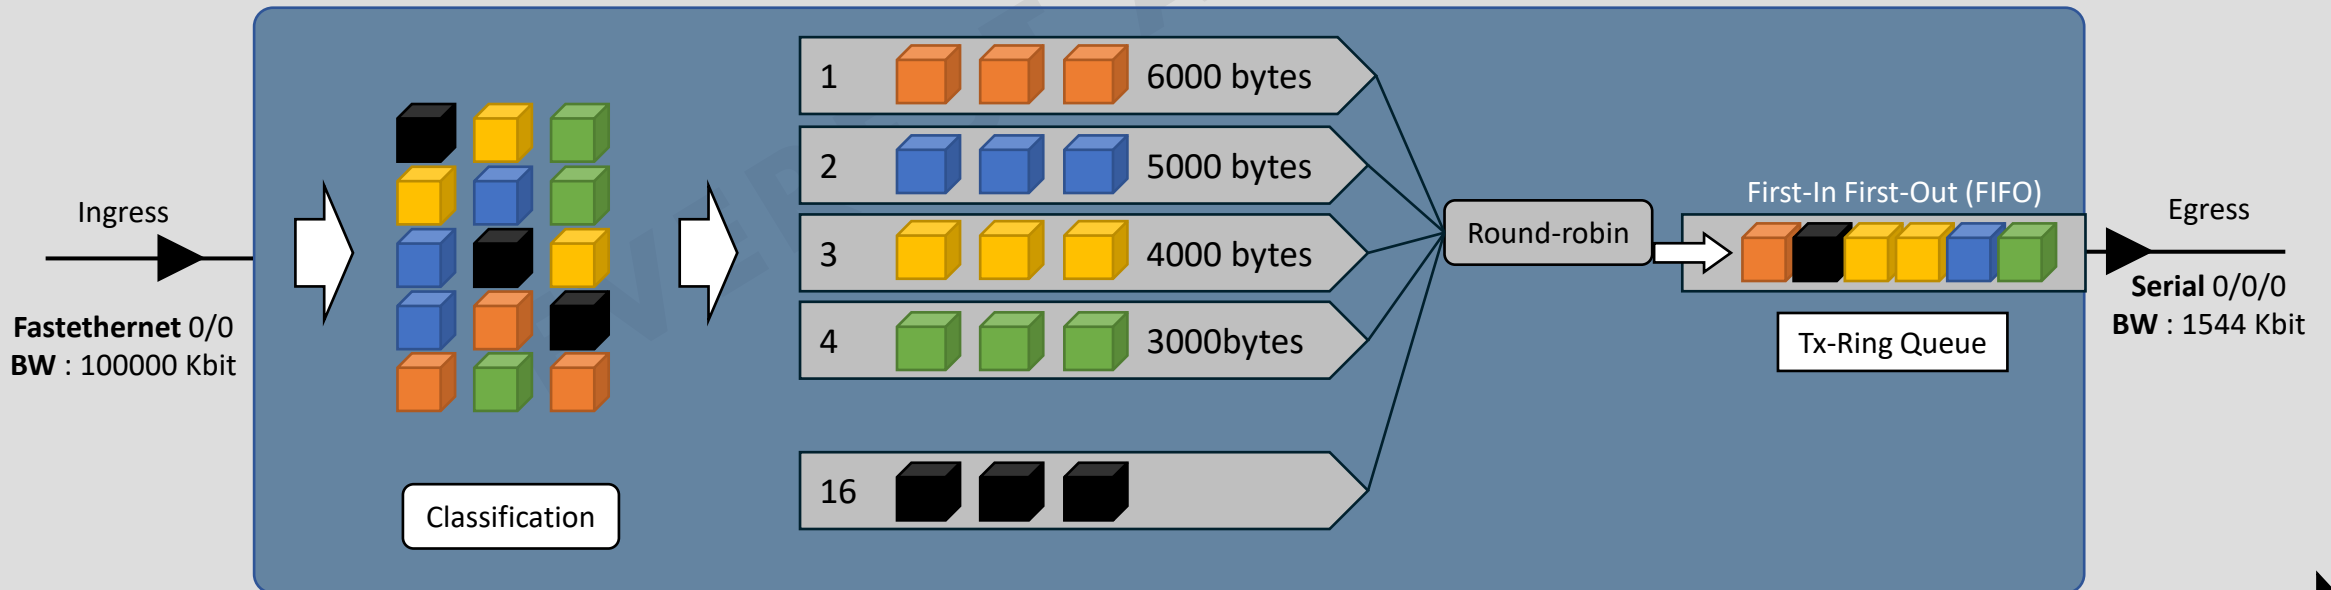 Ingress
Fastethernet 0/0
BW : 100000 Kbit
Classification
1 6000 bytes
2 5000 bytes
3 4000 bytes
4 3000bytes
16
Round-robin
First-In First-Out (FIFO)
Tx-Ring Queue
Egress
Serial 0/0/0
BW : 1544 Kbit